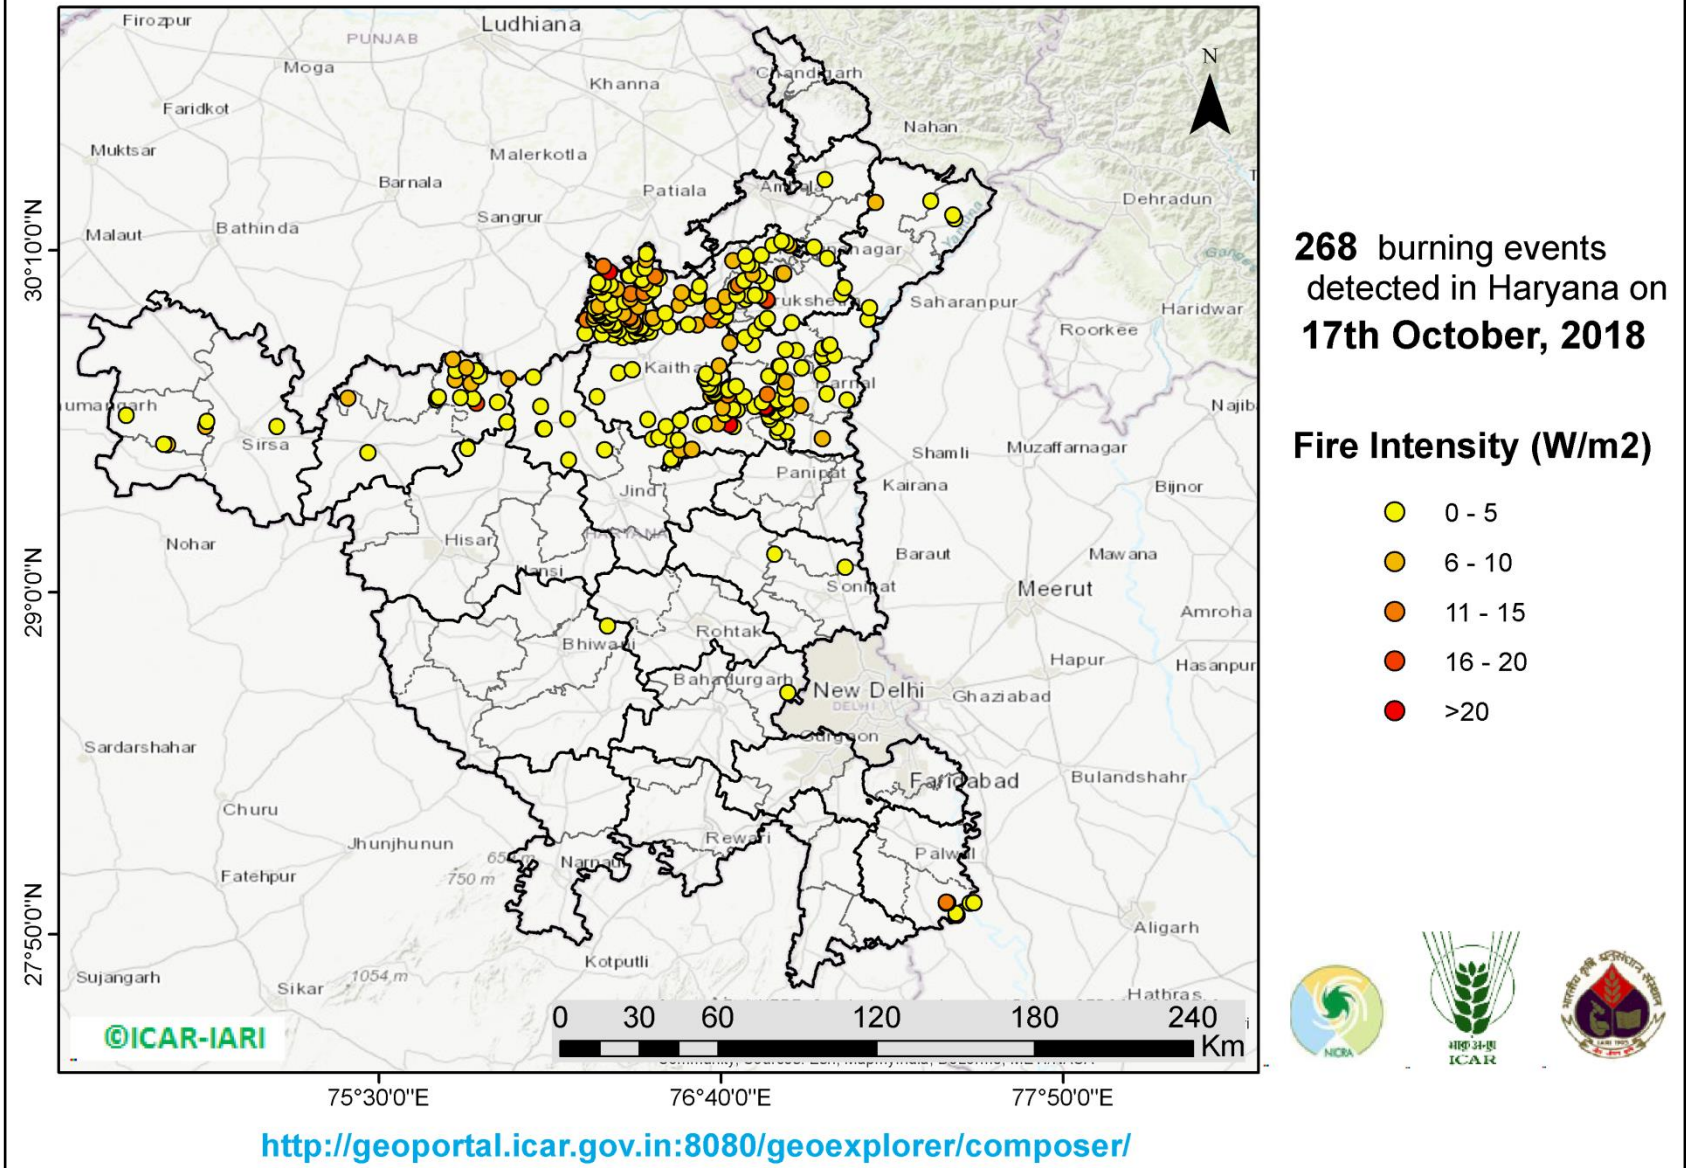 Firozpur
Ludhiana
PUNJAB
Moga
Khanna
Chandigarh
N
Faridkot
Nahan
Muktsar
Malerkotla
Barnala
Patiala
Ambala
Dehradun
Sangrur
Bathinda
Malaut
30°10'0"N
Yamuna
Saharanpur
Haridwar
Roorkee
Kaithal
Karnal
Sirsa
Shamli
Muzaffarnagar
Panipat
Kairana
Bijnor
Jind
Nohar
Hisar
HARYANA
Baraut
Mawana
Hansi
Sonipat
Meerut
29°0'0"N
Amroha
Rohtak
Bhiwani
Hapur
Hasanpur
Bahadurgarh
New Delhi
Ghaziabad
DELHI
Sardarshahar
Gurgaon
Faridabad
Bulandshahr
Churu
Jhunjhunun
Rewari
Palwal
Narnaul
Fatehpur
750 m
Aligarh
27°50'0"N
Kotputli
Sujangarh
Sikar
1054 m
Hathras
©ICAR-IARI
0 30 60 120 180 240
Km
75°30'0"E 76°40'0"E 77°50'0"E
http://geoportal.icar.gov.in:8080/geoexplorer/composer/
268 burning events
detected in Haryana on
17th October, 2018
Fire Intensity (W/m2)
0 - 5
6 - 10
11 - 15
16 - 20
>20
NICRA
ICAR